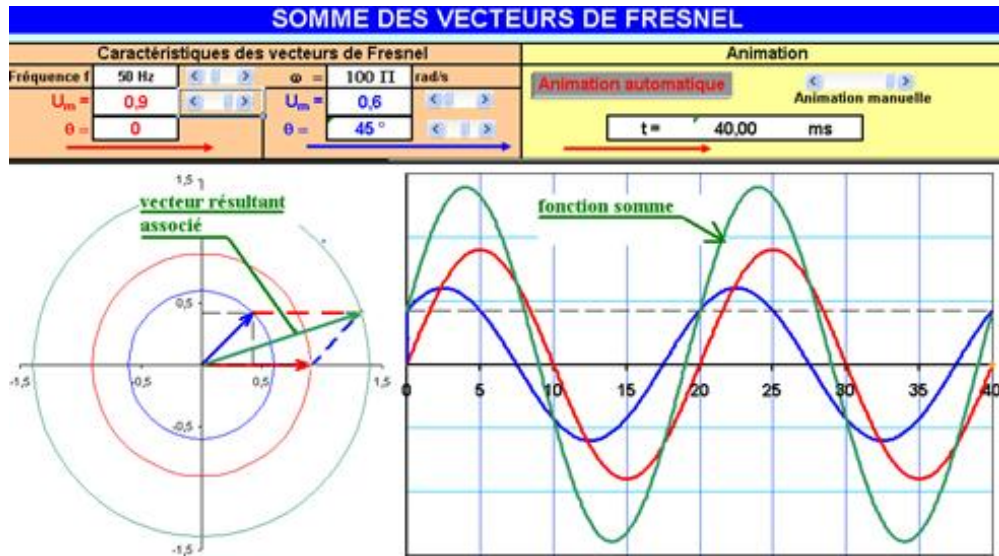 SOMME DES VECTEURS DE FRESNEL
Caractéristiques des vecteurs de Fresnel
Animation
Fréquence f 50 Hz ω = 100 Π rad/s
Um = 0,9 Um = 0,6
θ = 0 θ = 45 °
Animation automatique
Animation manuelle
t = 40,00 ms
vecteur résultant
associé
1,5
0,5
-1,5 -0,5 0,5 1,5
-0,5
-1,5
fonction somme
0 5 10 15 20 25 30 35 40